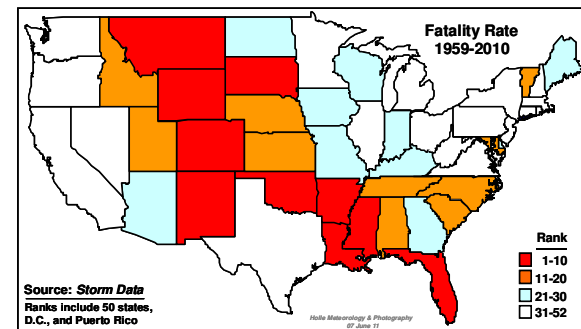 Fatality Rate
1959-2010
Rank
1-10
11-20
21-30
31-52
Source: Storm Data
Ranks include 50 states,
D.C., and Puerto Rico
Holle Meteorology & Photography
07 June 11